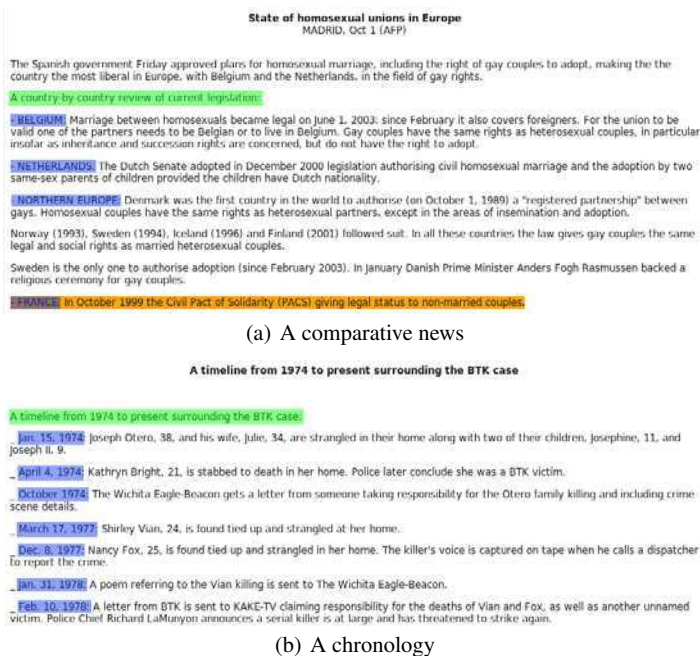 State of homosexual unions in Europe
MADRID, Oct 1 (AFP)
The Spanish government Friday approved plans for homosexual marriage, including the right of gay couples to adopt, making the the
country the most liberal in Europe, with Belgium and the Netherlands, in the field of gay rights.
A country-by-country review of current legislation:
- BELGIUM: Marriage between homosexuals became legal on June 1, 2003: since February it also covers foreigners. For the union to be
valid one of the partners needs to be Belgian or to live in Belgium. Gay couples have the same rights as heterosexual couples, in particular
insofar as inheritance and succession rights are concerned, but do not have the right to adopt.
- NETHERLANDS: The Dutch Senate adopted in December 2000 legislation authorising civil homosexual marriage and the adoption by two
same-sex parents of children provided the children have Dutch nationality.
- NORTHERN EUROPE: Denmark was the first country in the world to authorise (on October 1, 1989) a "registered partnership" between
gays. Homosexual couples have the same rights as heterosexual partners, except in the areas of insemination and adoption.
Norway (1993), Sweden (1994), Iceland (1996) and Finland (2001) followed suit. In all these countries the law gives gay couples the same
legal and social rights as married heterosexual couples.
Sweden is the only one to authorise adoption (since February 2003). In January Danish Prime Minister Anders Fogh Rasmussen backed a
religious ceremony for gay couples.
- FRANCE: In October 1999 the Civil Pact of Solidarity (PACS) giving legal status to non-married couples.
(a) A comparative news
A timeline from 1974 to present surrounding the BTK case
A timeline from 1974 to present surrounding the BTK case:
_ Jan. 15, 1974: Joseph Otero, 38, and his wife, Julie, 34, are strangled in their home along with two of their children, Josephine, 11, and
Joseph II, 9.
_ April 4, 1974: Kathryn Bright, 21, is stabbed to death in her home. Police later conclude she was a BTK victim.
_ October 1974: The Wichita Eagle-Beacon gets a letter from someone taking responsibility for the Otero family killing and including crime
scene details.
_ March 17, 1977: Shirley Vian, 24, is found tied up and strangled at her home.
_ Dec. 8, 1977: Nancy Fox, 25, is found tied up and strangled in her home. The killer's voice is captured on tape when he calls a dispatcher
to report the crime.
_ Jan. 31, 1978: A poem referring to the Vian killing is sent to The Wichita Eagle-Beacon.
_ Feb. 10, 1978: A letter from BTK is sent to KAKE-TV claiming responsibility for the deaths of Vian and Fox, as well as another unnamed
victim. Police Chief Richard LaMunyon announces a serial killer is at large and has threatened to strike again.
(b) A chronology